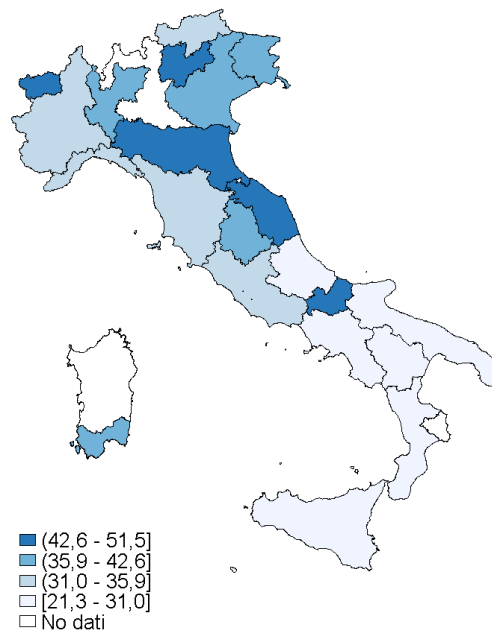 (42,6 - 51,5]
(35,9 - 42,6]
(31,0 - 35,9]
[21,3 - 31,0]
No dati